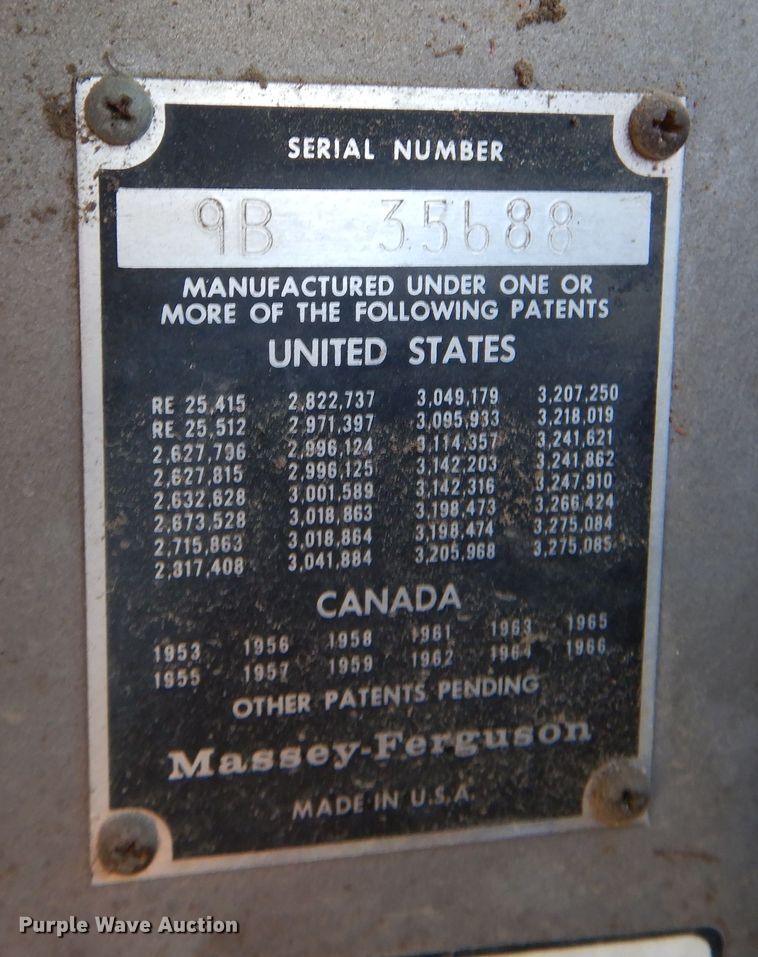 SERIAL NUMBER
9B 35688
MANUFACTURED UNDER ONE OR
MORE OF THE FOLLOWING PATENTS
UNITED STATES
RE 25,415 2,822,737 3,049,179 3,207,250
RE 25,512 2,971,397 3,095,933 3,218,019
2,627,796 2,996,124 3,114,357 3,241,621
2,627,815 2,996,125 3,142,203 3,241,862
2,632,628 3,001,589 3,142,316 3,247,910
2,673,528 3,018,863 3,198,473 3,266,424
2,715,863 3,018,864 3,198,474 3,275,084
2,817,408 3,041,884 3,205,968 3,275,085
CANADA
1953 1956 1958 1961 1963 1965
1955 1957 1959 1962 1964 1966
OTHER PATENTS PENDING
Massey-Ferguson
MADE IN U.S.A.
Purple Wave Auction